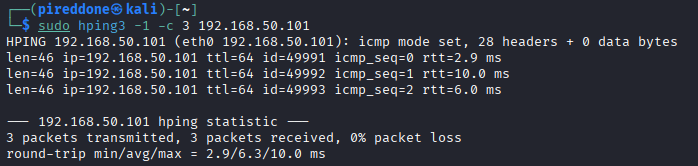 ┌──(pireddone㉿kali)-[~]
└─$ sudo hping3 -1 -c 3 192.168.50.101
HPING 192.168.50.101 (eth0 192.168.50.101): icmp mode set, 28 headers + 0 data bytes
len=46 ip=192.168.50.101 ttl=64 id=49991 icmp_seq=0 rtt=2.9 ms
len=46 ip=192.168.50.101 ttl=64 id=49992 icmp_seq=1 rtt=10.0 ms
len=46 ip=192.168.50.101 ttl=64 id=49993 icmp_seq=2 rtt=6.0 ms
--- 192.168.50.101 hping statistic ---
3 packets transmitted, 3 packets received, 0% packet loss
round-trip min/avg/max = 2.9/6.3/10.0 ms